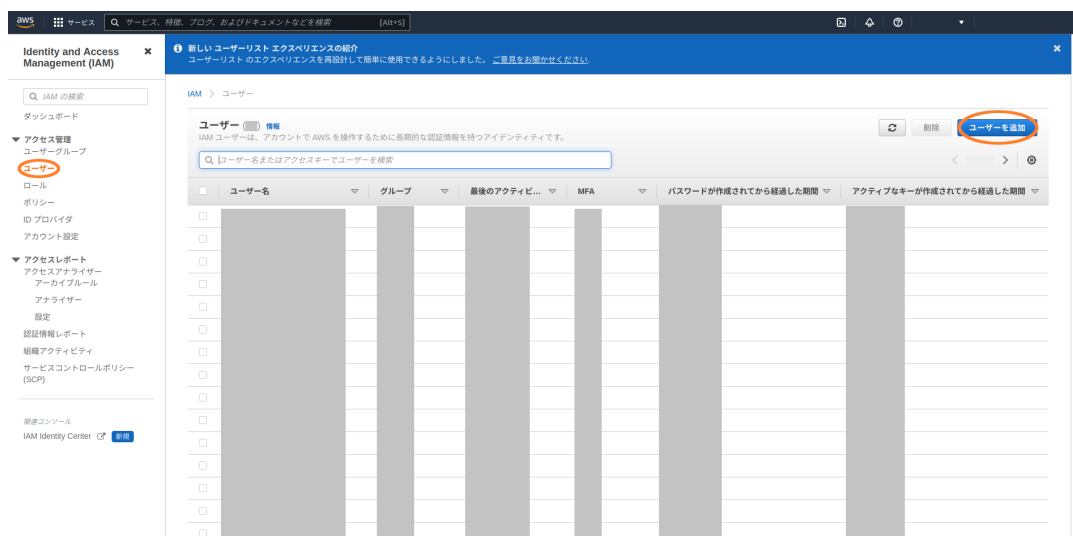 aws サービス サービス、特徴、ブログ、およびドキュメントなどを検索 [Alt+S]
Identity and Access Management (IAM)
IAM の検索
ダッシュボード
アクセス管理
ユーザーグループ
ユーザー
ロール
ポリシー
ID プロバイダ
アカウント設定
アクセスレポート
アクセスアナライザー
アーカイブルール
アナライザー
設定
認証情報レポート
組織アクティビティ
サービスコントロールポリシー
(SCP)
関連コンソール
IAM Identity Center 新規
新しい ユーザーリスト エクスペリエンスの紹介
ユーザーリスト のエクスペリエンスを再設計して簡単に使用できるようにしました。 ご意見をお聞かせください.
IAM > ユーザー
ユーザー ( ) 情報
IAM ユーザーは、アカウントで AWS を操作するために長期的な認証情報を持つアイデンティティです。
削除 ユーザーを追加
ユーザー名またはアクセスキーでユーザーを検索
ユーザー名 グループ 最後のアクティビ... MFA パスワードが作成されてから経過した期間 アクティブなキーが作成されてから経過した期間